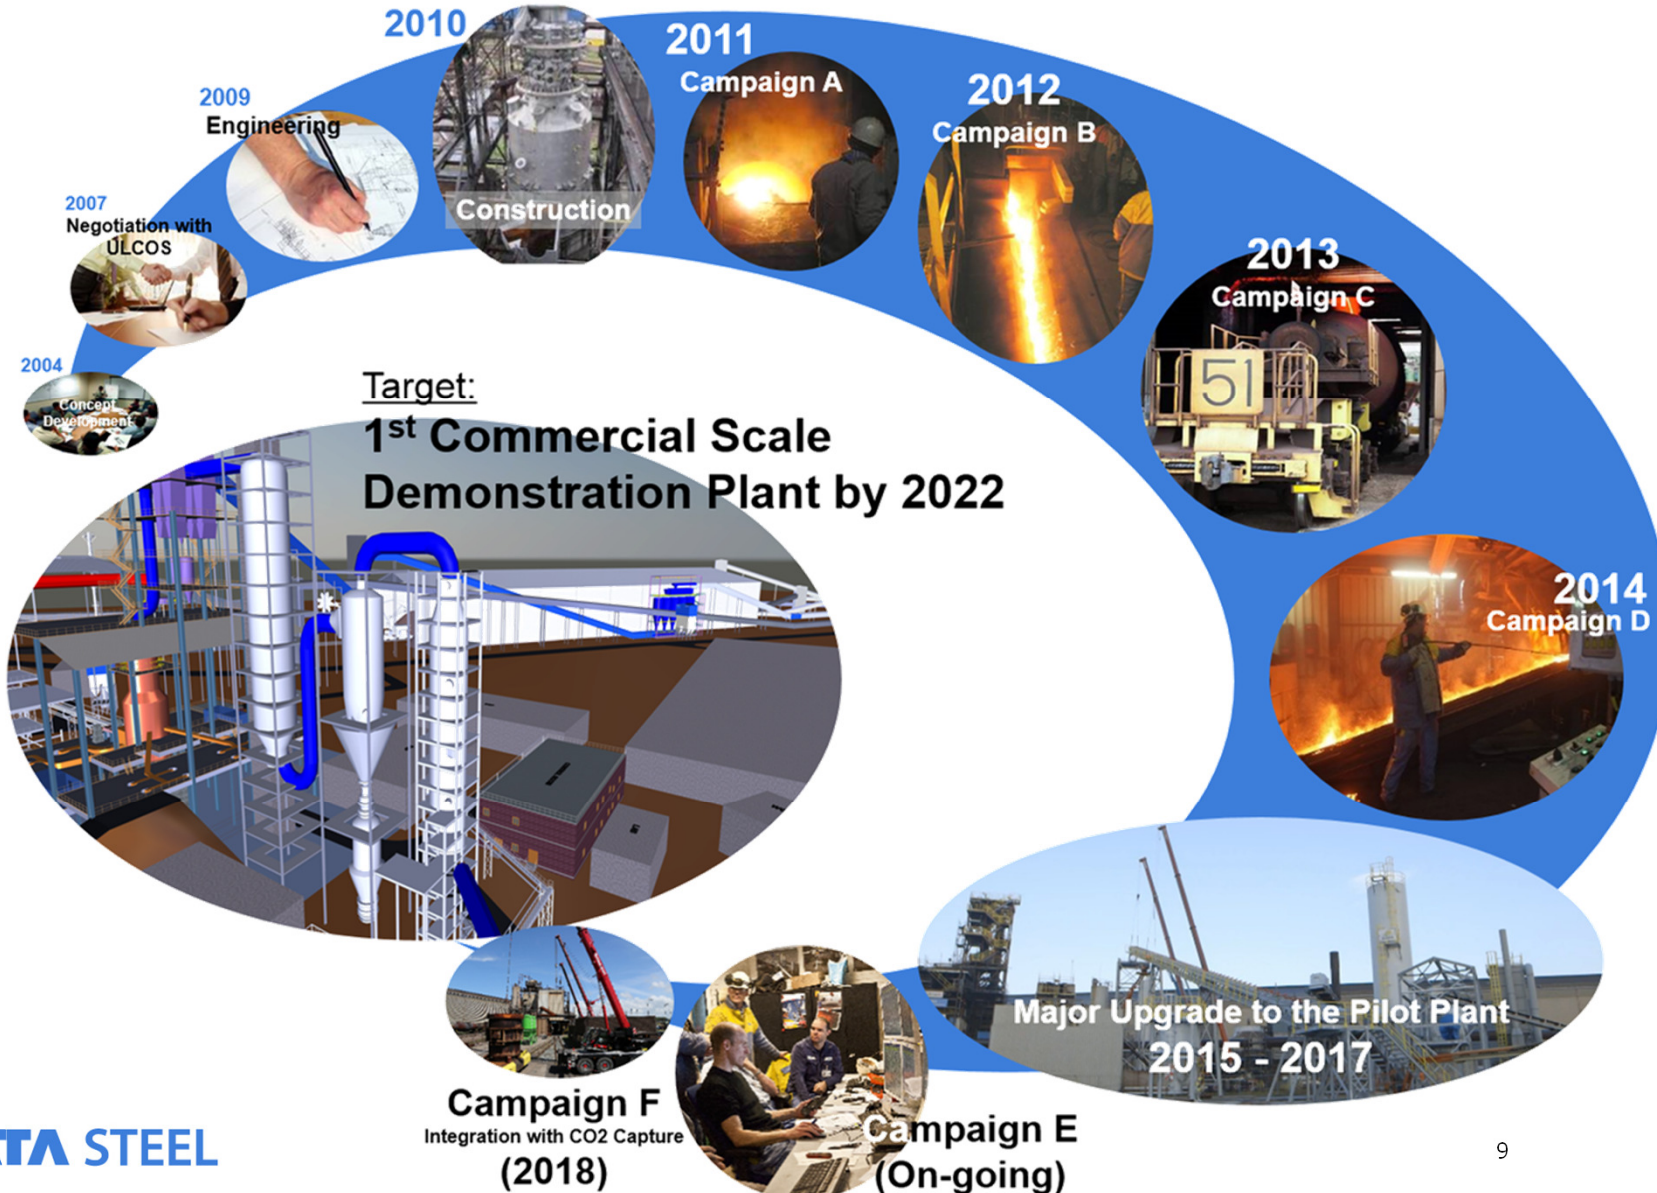 2004
Concept
Development
2007
Negotiation with
ULCOS
2009
Engineering
2010
Construction
2011
Campaign A
2012
Campaign B
2013
Campaign C
51
2014
Campaign D
Major Upgrade to the Pilot Plant
2015 - 2017
Campaign E
(On-going)
Campaign F
Integration with CO2 Capture
(2018)
Target:
1st Commercial Scale
Demonstration Plant by 2022
TATA STEEL
9